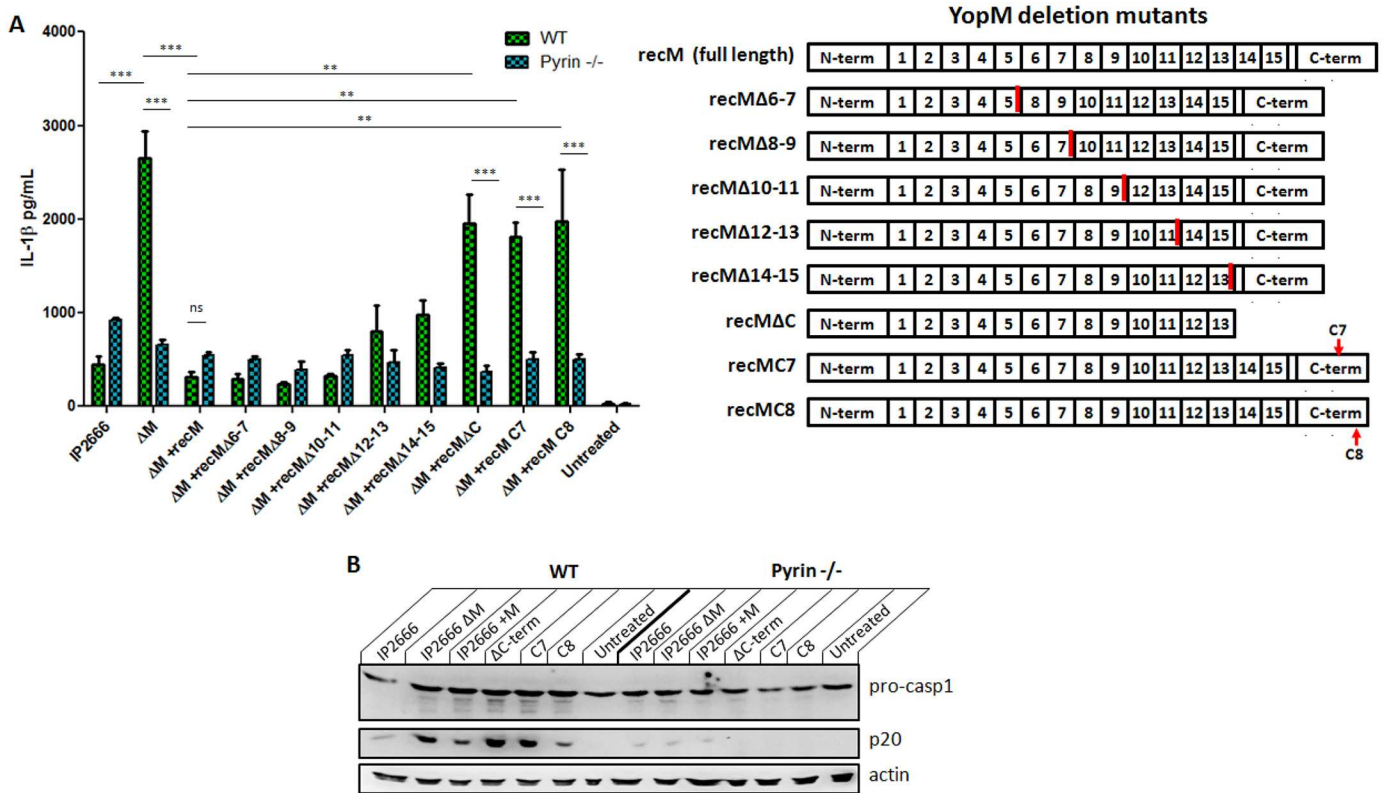 A
4000
3000
2000
1000
0
IL-1β pg/mL
WT
Pyrin -/-
***
***
***
**
**
**
ns
***
***
***
IP2666
ΔM
ΔM +recM
ΔM +recMΔ6-7
ΔM +recMΔ8-9
ΔM +recMΔ10-11
ΔM +recMΔ12-13
ΔM +recMΔ14-15
ΔM +recMΔC
ΔM +recM C7
ΔM +recM C8
Untreated
YopM deletion mutants
recM (full length) N-term 1 2 3 4 5 6 7 8 9 10 11 12 13 14 15 C-term
recMΔ6-7 N-term 1 2 3 4 5 8 9 10 11 12 13 14 15 C-term
recMΔ8-9 N-term 1 2 3 4 5 6 7 10 11 12 13 14 15 C-term
recMΔ10-11 N-term 1 2 3 4 5 6 7 8 9 12 13 14 15 C-term
recMΔ12-13 N-term 1 2 3 4 5 6 7 8 9 10 11 14 15 C-term
recMΔ14-15 N-term 1 2 3 4 5 6 7 8 9 10 11 12 13 C-term
recMΔC N-term 1 2 3 4 5 6 7 8 9 10 11 12 13
C7
recMC7 N-term 1 2 3 4 5 6 7 8 9 10 11 12 13 14 15 C-term
recMC8 N-term 1 2 3 4 5 6 7 8 9 10 11 12 13 14 15 C-term
C8
B
WT Pyrin -/-
IP2666 IP2666 ΔM IP2666 +M ΔC-term C7 C8 Untreated IP2666 IP2666 ΔM IP2666 +M ΔC-term C7 C8 Untreated
pro-casp1
p20
actin